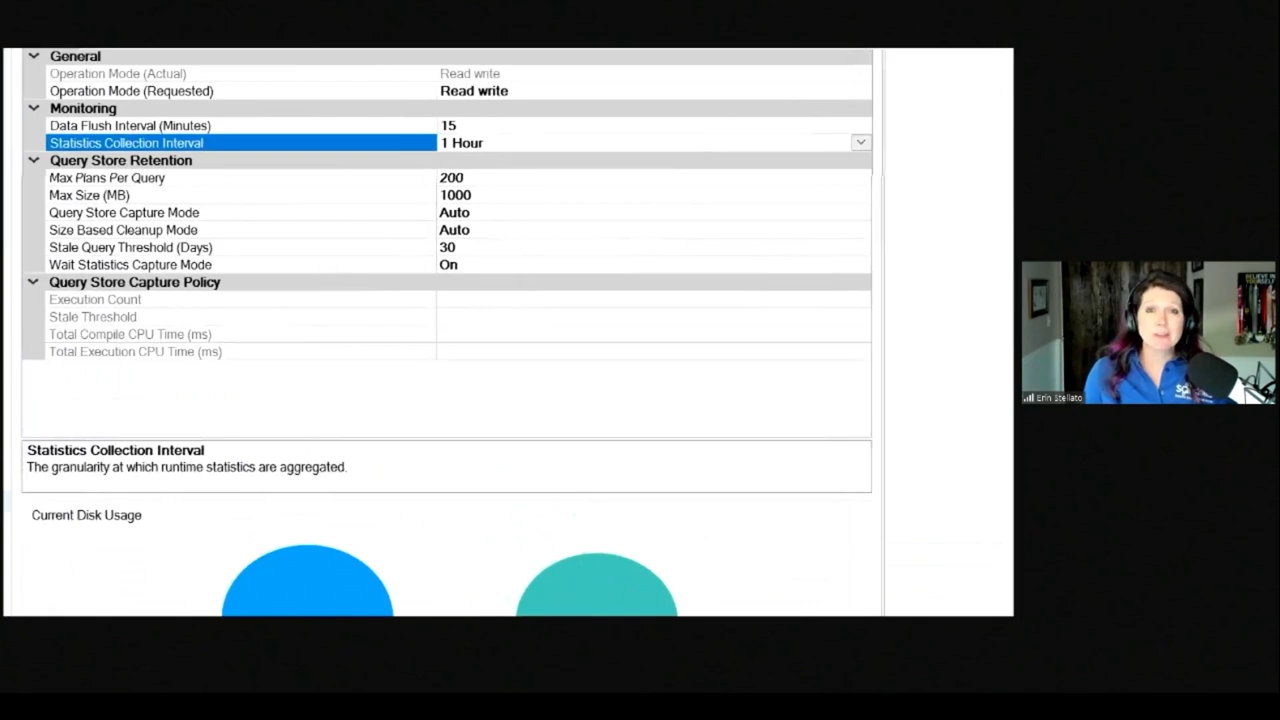 General
Operation Mode (Actual) Read write
Operation Mode (Requested) Read write
Monitoring
Data Flush Interval (Minutes) 15
Statistics Collection Interval 1 Hour
Query Store Retention
Max Plans Per Query 200
Max Size (MB) 1000
Query Store Capture Mode Auto
Size Based Cleanup Mode Auto
Stale Query Threshold (Days) 30
Wait Statistics Capture Mode On
Query Store Capture Policy
Execution Count
Stale Threshold
Total Compile CPU Time (ms)
Total Execution CPU Time (ms)
Statistics Collection Interval
The granularity at which runtime statistics are aggregated.
Current Disk Usage
BELIEVE IN
YOURSELF
Erin Stellato